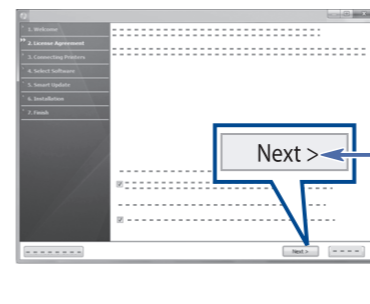 1. Welcome
2. License Agreement
3. Connecting Printers
4. Select Software
5. Smart Update
6. Installation
7. Finish
Next >
Next >